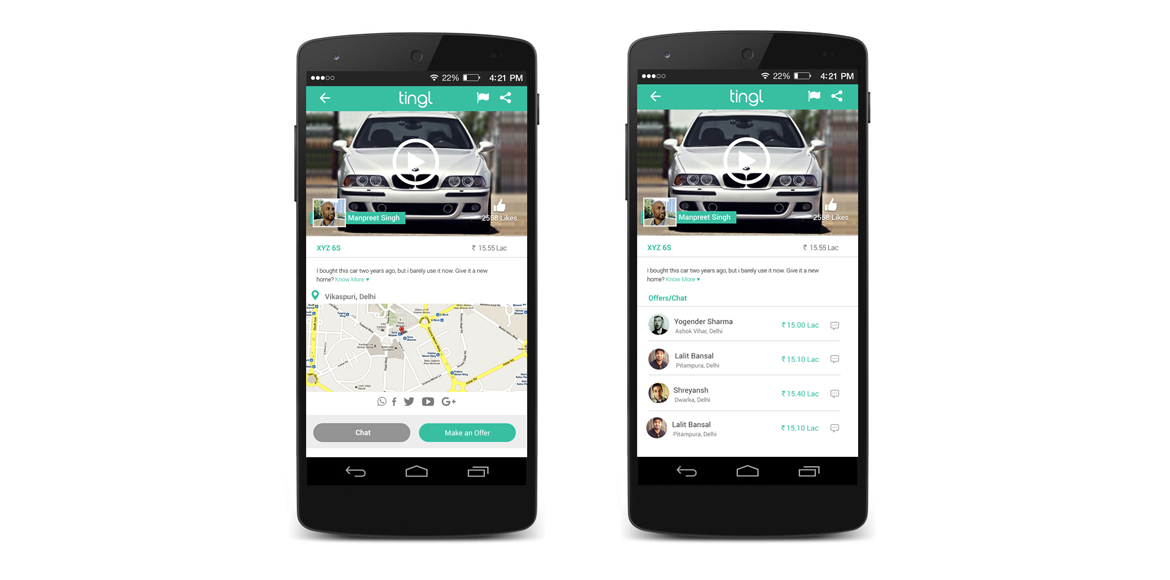 22% 4:21 PM
tingl
Manpreet Singh
2558 Likes
XYZ 6S
₹ 15.55 Lac
I bought this car two years ago, but i barely use it now. Give it a new
home? Know More ▾
Vikaspuri, Delhi
Chat
Make an Offer
22% 4:21 PM
tingl
Manpreet Singh
2558 Likes
XYZ 6S
₹ 15.55 Lac
I bought this car two years ago, but i barely use it now. Give it a new
home? Know More ▾
Offers/Chat
Yogender Sharma
Ashok Vihar, Delhi
₹ 15.00 Lac
Lalit Bansal
Pitampura, Delhi
₹ 15.10 Lac
Shreyansh
Dwarka, Delhi
₹ 15.40 Lac
Lalit Bansal
Pitampura, Delhi
₹ 15.10 Lac